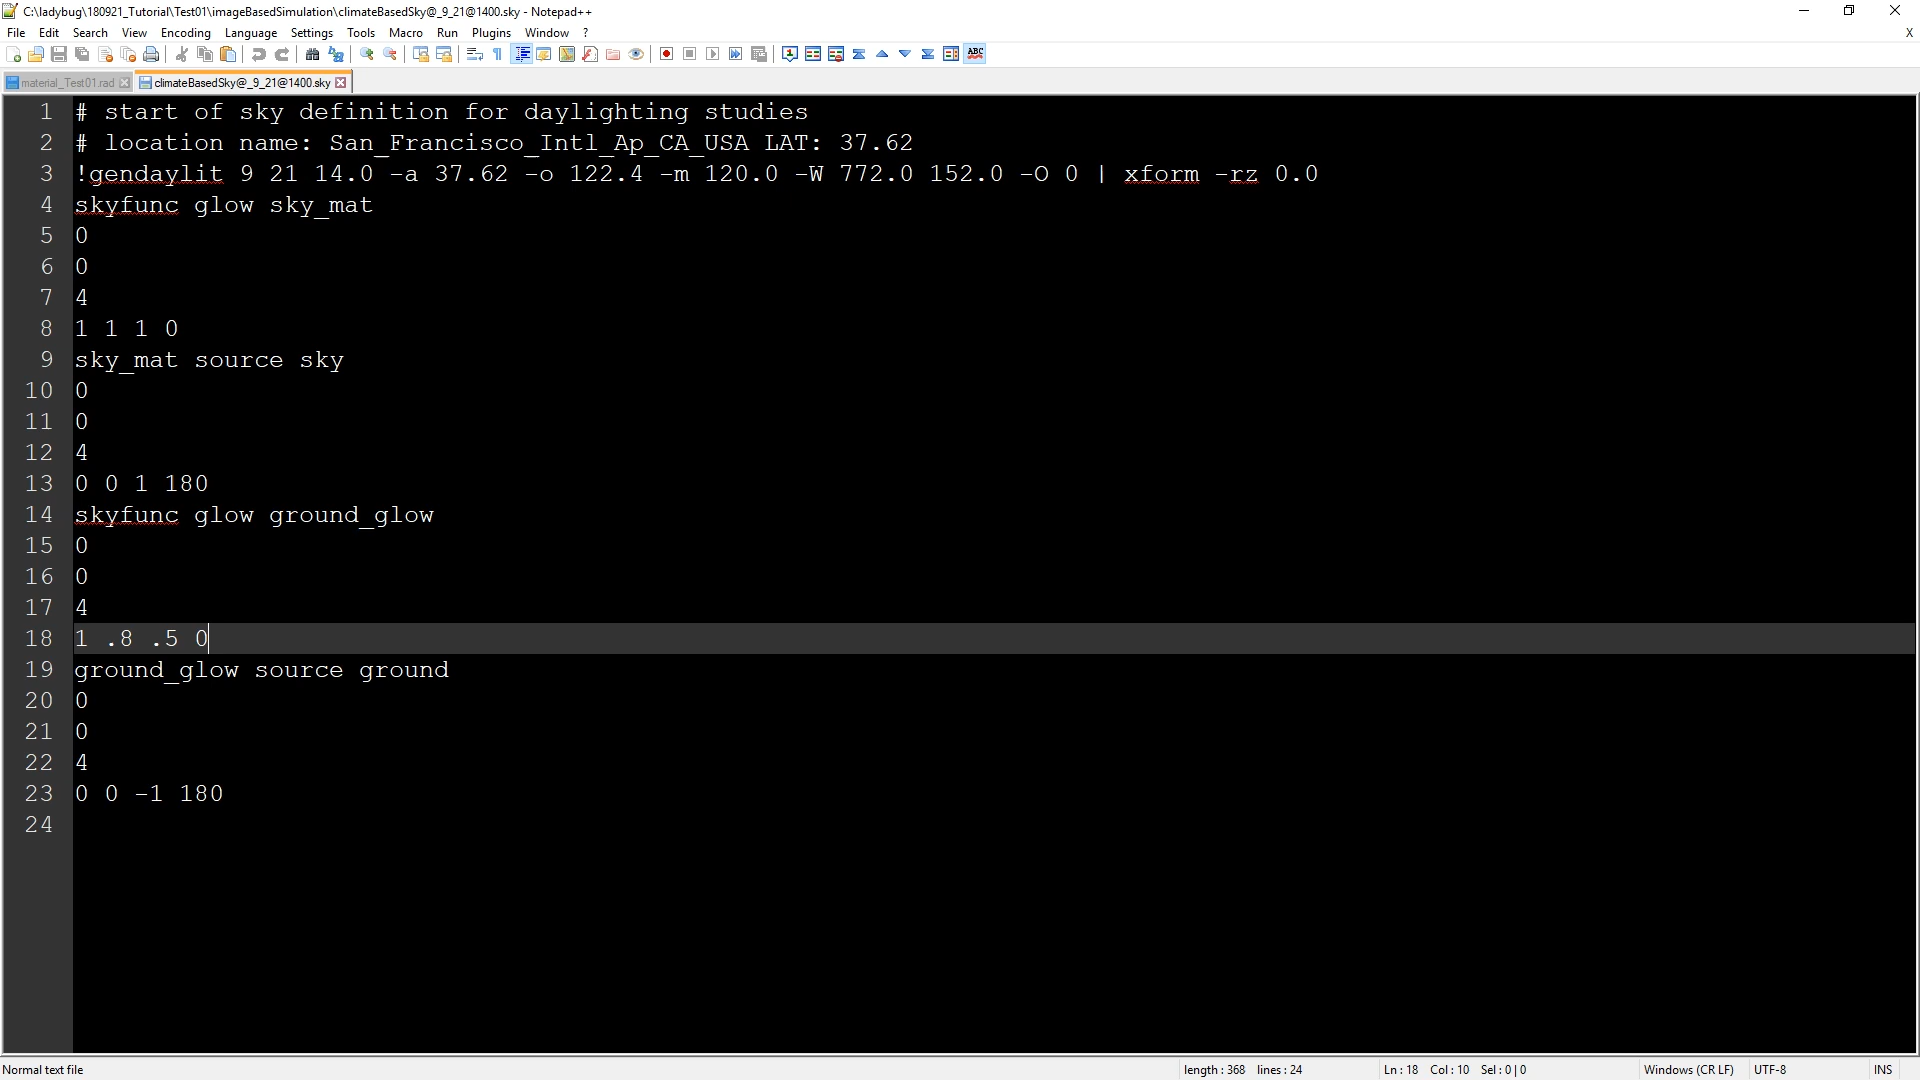 C:\ladybug\180921_Tutorial\Test01\imageBasedSimulation\climateBasedSky@_9_21@1400.sky - Notepad++
File Edit Search View Encoding Language Settings Tools Macro Run Plugins Window ? X
material_Test01.rad climateBasedSky@_9_21@1400.sky
1 # start of sky definition for daylighting studies
2 # location name: San_Francisco_Intl_Ap_CA_USA LAT: 37.62
3 !gendaylit 9 21 14.0 -a 37.62 -o 122.4 -m 120.0 -W 772.0 152.0 -O 0 | xform -rz 0.0
4 skyfunc glow sky_mat
5 0
6 0
7 4
8 1 1 1 0
9 sky_mat source sky
10 0
11 0
12 4
13 0 0 1 180
14 skyfunc glow ground_glow
15 0
16 0
17 4
18 1 .8 .5 0
19 ground_glow source ground
20 0
21 0
22 4
23 0 0 -1 180
24
Normal text file length : 368 lines : 24 Ln : 18 Col : 10 Sel : 0 | 0 Windows (CR LF) UTF-8 INS